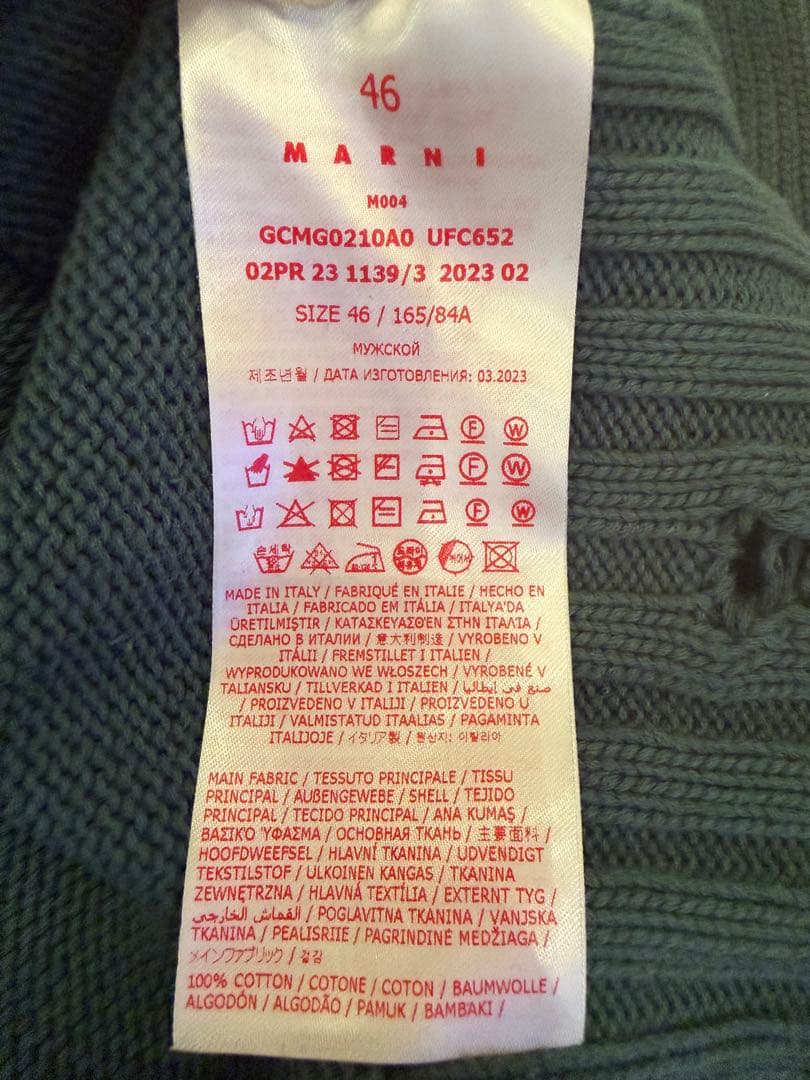 46
MARNI
M004
GCMG0210A0 UFC652
02PR 23 1139/3 2023 02
SIZE 46 / 165/84A
МУЖСКОЙ
제조년월 / ДАТА ИЗГОТОВЛЕНИЯ: 03.2023
F W
F W
F W
손세탁
MADE IN ITALY / FABRIQUÉ EN ITALIE / HECHO EN
ITALIA / FABRICADO EM ITÁLIA / ITALYA'DA
ÜRETILMIŞTIR / ΚΑΤΑΣΚΕΥΑΣΘ'ΕΝ ΣΤΗΝ ΙΤΑΛΙΑ /
СДЕЛАНО В ИТАЛИИ / 意大利制造 / VYROBENO V
ITÁLII / FREMSTILLET I ITALIEN /
WYPRODUKOWANO WE WŁOSZECH / VYROBENÉ V
TALIANSKU / TILLVERKAD I ITALIEN / صنع في إيطاليا
/ PROIZVEDENO V ITALIJI / PROIZVEDENO U
ITALIJI / VALMISTATUD ITAALIAS / PAGAMINTA
ITALIJOJE / イタリア製 / 원산지: 이탈리아
MAIN FABRIC / TESSUTO PRINCIPALE / TISSU
PRINCIPAL / AUßENGEWEBE / SHELL / TEJIDO
PRINCIPAL / TECIDO PRINCIPAL / ANA KUMAŞ /
ΒΑΣΙΚ'Ο 'ΥΦΑΣΜΑ / ОСНОВНАЯ ТКАНЬ / 主要面料 /
HOOFDWEEFSEL / HLAVNÍ TKANINA / UDVENDIGT
TEKSTILSTOF / ULKOINEN KANGAS / TKANINA
ZEWNĘTRZNA / HLAVNÁ TEXTÍLIA / EXTERNT TYG /
القماش الخارجي / POGLAVITNA TKANINA / VANJSKA
TKANINA / PEALISRIIE / PAGRINDINĖ MEDŽIAGA /
メインファブリック / 겉감
100% COTTON / COTONE / COTON / BAUMWOLLE /
ALGODÓN / ALGODÃO / PAMUK / BAMBAKI /